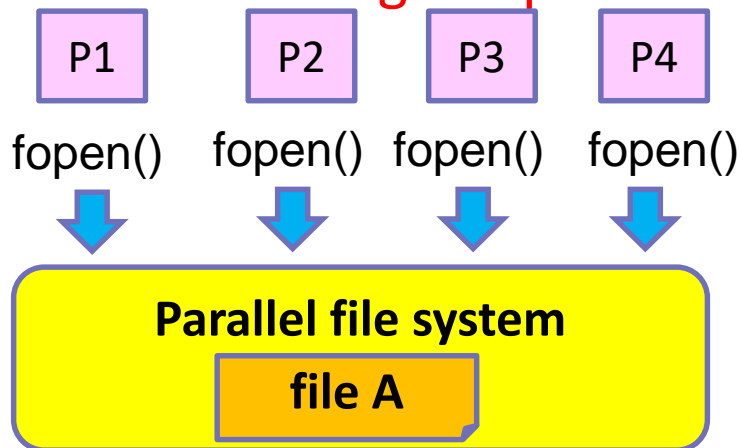 P1 P2 P3 P4
fopen() fopen() fopen() fopen()
Parallel file system
file A